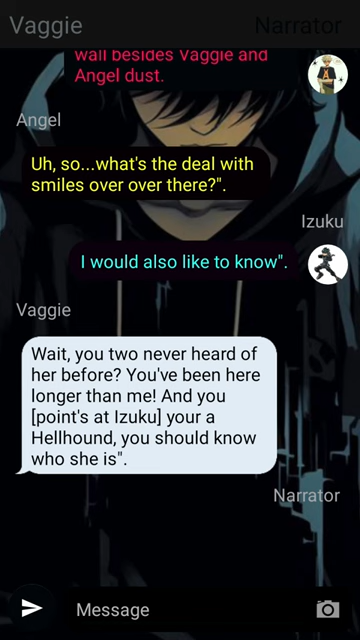 Vaggie
Narrator
wall besides Vaggie and
Angel dust.
Angel
Uh, so...what's the deal with
smiles over over there?".
Izuku
I would also like to know".
Vaggie
Wait, you two never heard of
her before? You've been here
longer than me! And you
[point's at Izuku] your a
Hellhound, you should know
who she is".
Narrator
Message